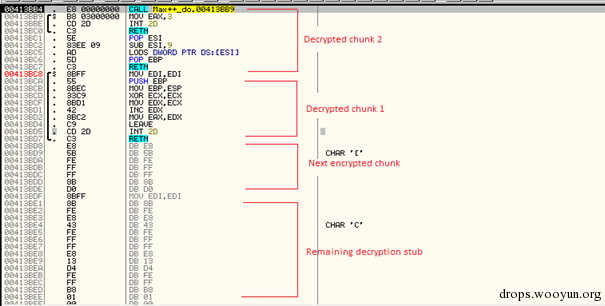 00413BB4 E8 00000000 CALL Max++_do.00413BB9
00413BB9 $ B8 03000000 MOV EAX,3
00413BBE . CD 2D INT 2D
00413BC0 . C3 RETN
00413BC1 . 5E POP ESI
00413BC2 . 83EE 09 SUB ESI,9
00413BC5 . AD LODS DWORD PTR DS:[ESI]
00413BC6 . 5D POP EBP
00413BC7 . C3 RETN
00413BC8 $ 8BFF MOV EDI,EDI
00413BCA . 55 PUSH EBP
00413BCB . 8BEC MOV EBP,ESP
00413BCD . 33C9 XOR ECX,ECX
00413BCF . 8BD1 MOV EDX,ECX
00413BD1 . 42 INC EDX
00413BD2 . 8BC2 MOV EAX,EDX
00413BD4 . C9 LEAVE
00413BD5 . CD 2D INT 2D
00413BD7 . C3 RETN
00413BD8 E8 DB E8
00413BD9 5B DB 5B CHAR '['
00413BDA FE DB FE
00413BDB FF DB FF
00413BDC FF DB FF
00413BDD 8B DB 8B
00413BDE D0 DB D0
00413BDF 8BFF MOV EDI,EDI
00413BE1 8B DB 8B
00413BE2 FE DB FE
00413BE3 E8 DB E8
00413BE4 43 DB 43 CHAR 'C'
00413BE5 FE DB FE
00413BE6 FF DB FF
00413BE7 FF DB FF
00413BE8 E8 DB E8
00413BE9 13 DB 13
00413BEA D4 DB D4
00413BEB FE DB FE
00413BEC FF DB FF
00413BED B8 DB B8
00413BEE 01 DB 01
Decrypted chunk 2
Decrypted chunk 1
Next encrypted chunk
Remaining decryption stub
drops.wooyun.org